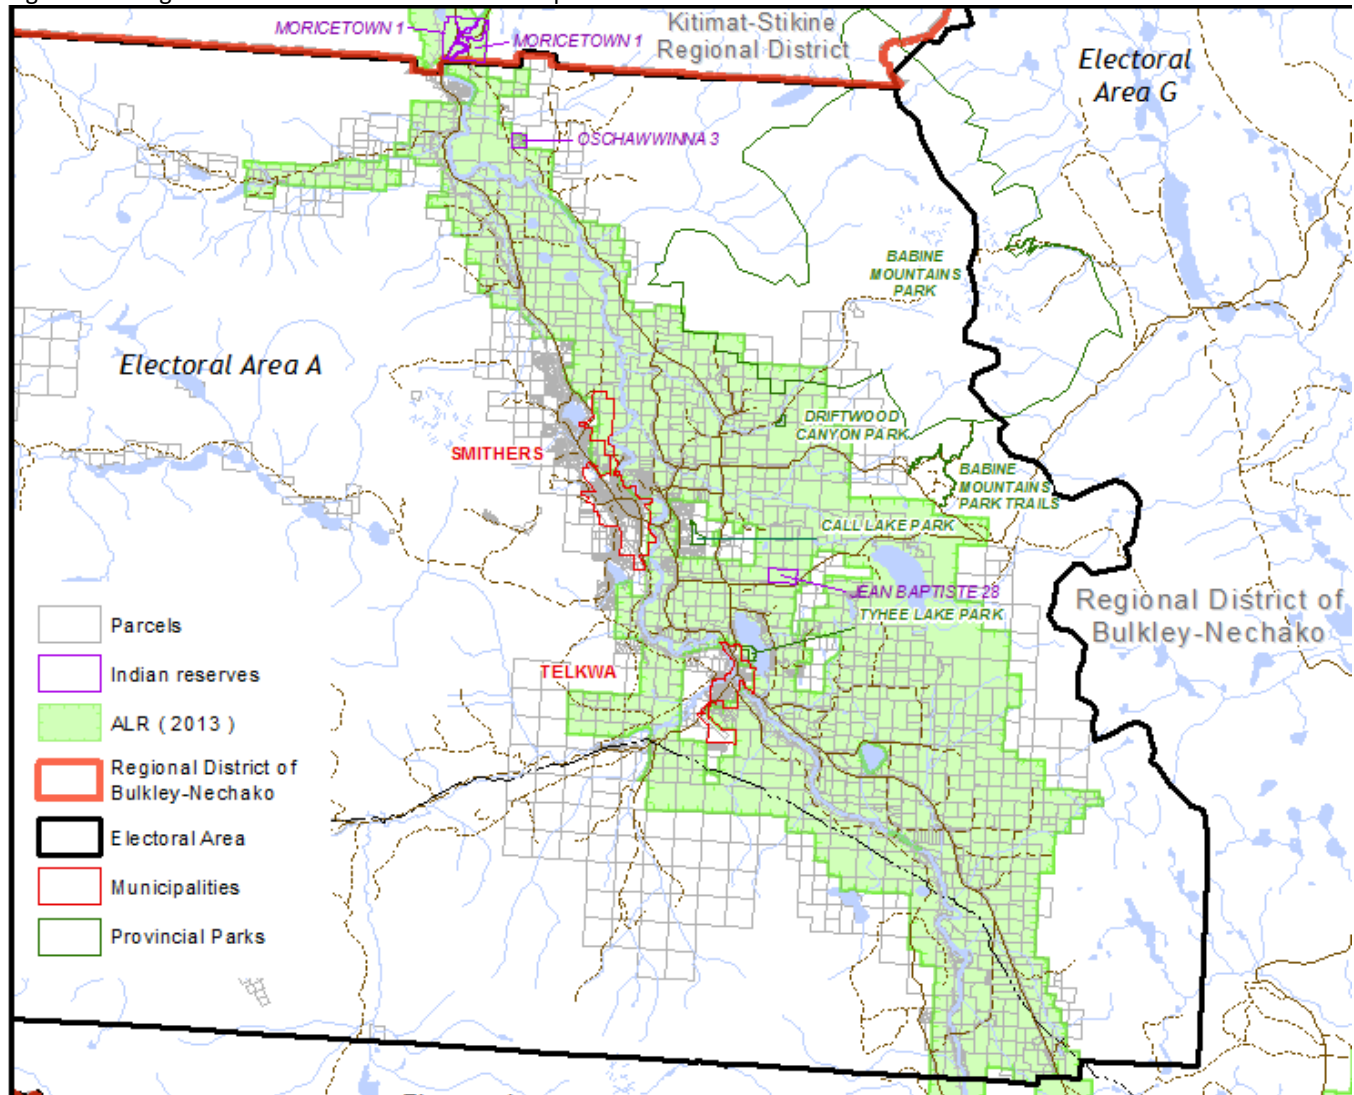 MORICETOWN 1
MORICETOWN 1
Kitimat-Stikine
Regional District
Electoral
Area G
OSCHAWWINNA 3
BABINE
MOUNTAINS
PARK
Electoral Area A
DRIFTWOOD
CANYON PARK
SMITHERS
BABINE
MOUNTAINS
PARK TRAILS
CALL LAKE PARK
JEAN BAPTISTE 28
TYHEE LAKE PARK
Regional District of
Bulkley-Nechako
TELKWA
Parcels
Indian reserves
ALR ( 2013 )
Regional District of
Bulkley-Nechako
Electoral Area
Municipalities
Provincial Parks